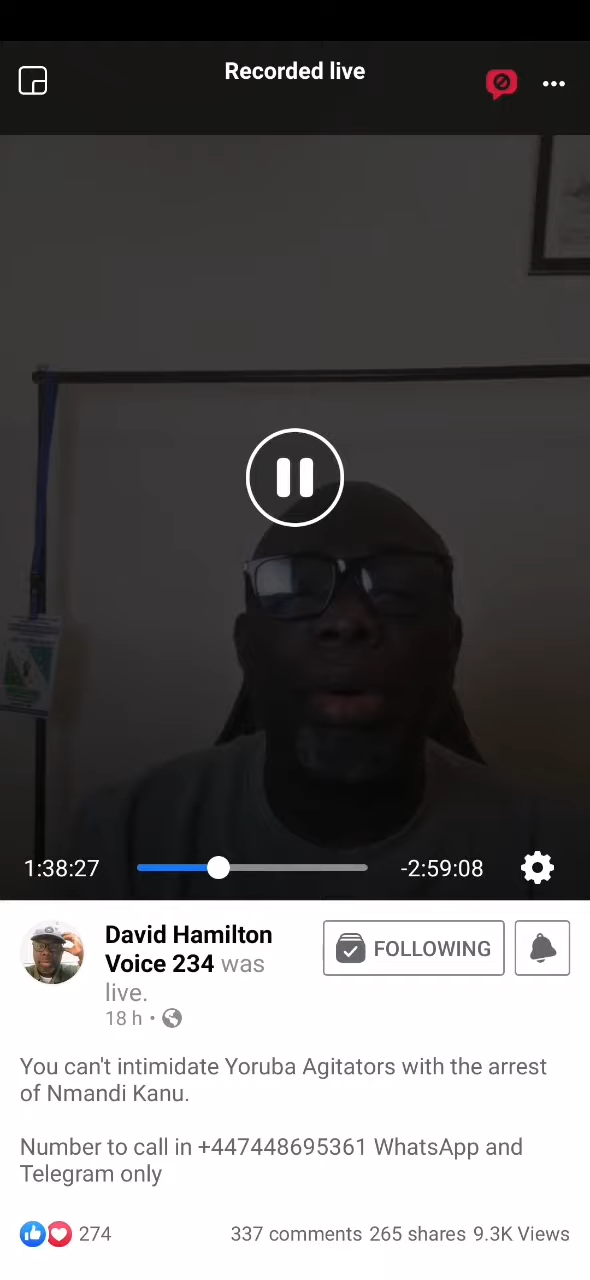 Recorded live
1:38:27
-2:59:08
David Hamilton
Voice 234 was
live.
18 h •
FOLLOWING
You can't intimidate Yoruba Agitators with the arrest
of Nmandi Kanu.
Number to call in +447448695361 WhatsApp and
Telegram only
274
337 comments 265 shares 9.3K Views